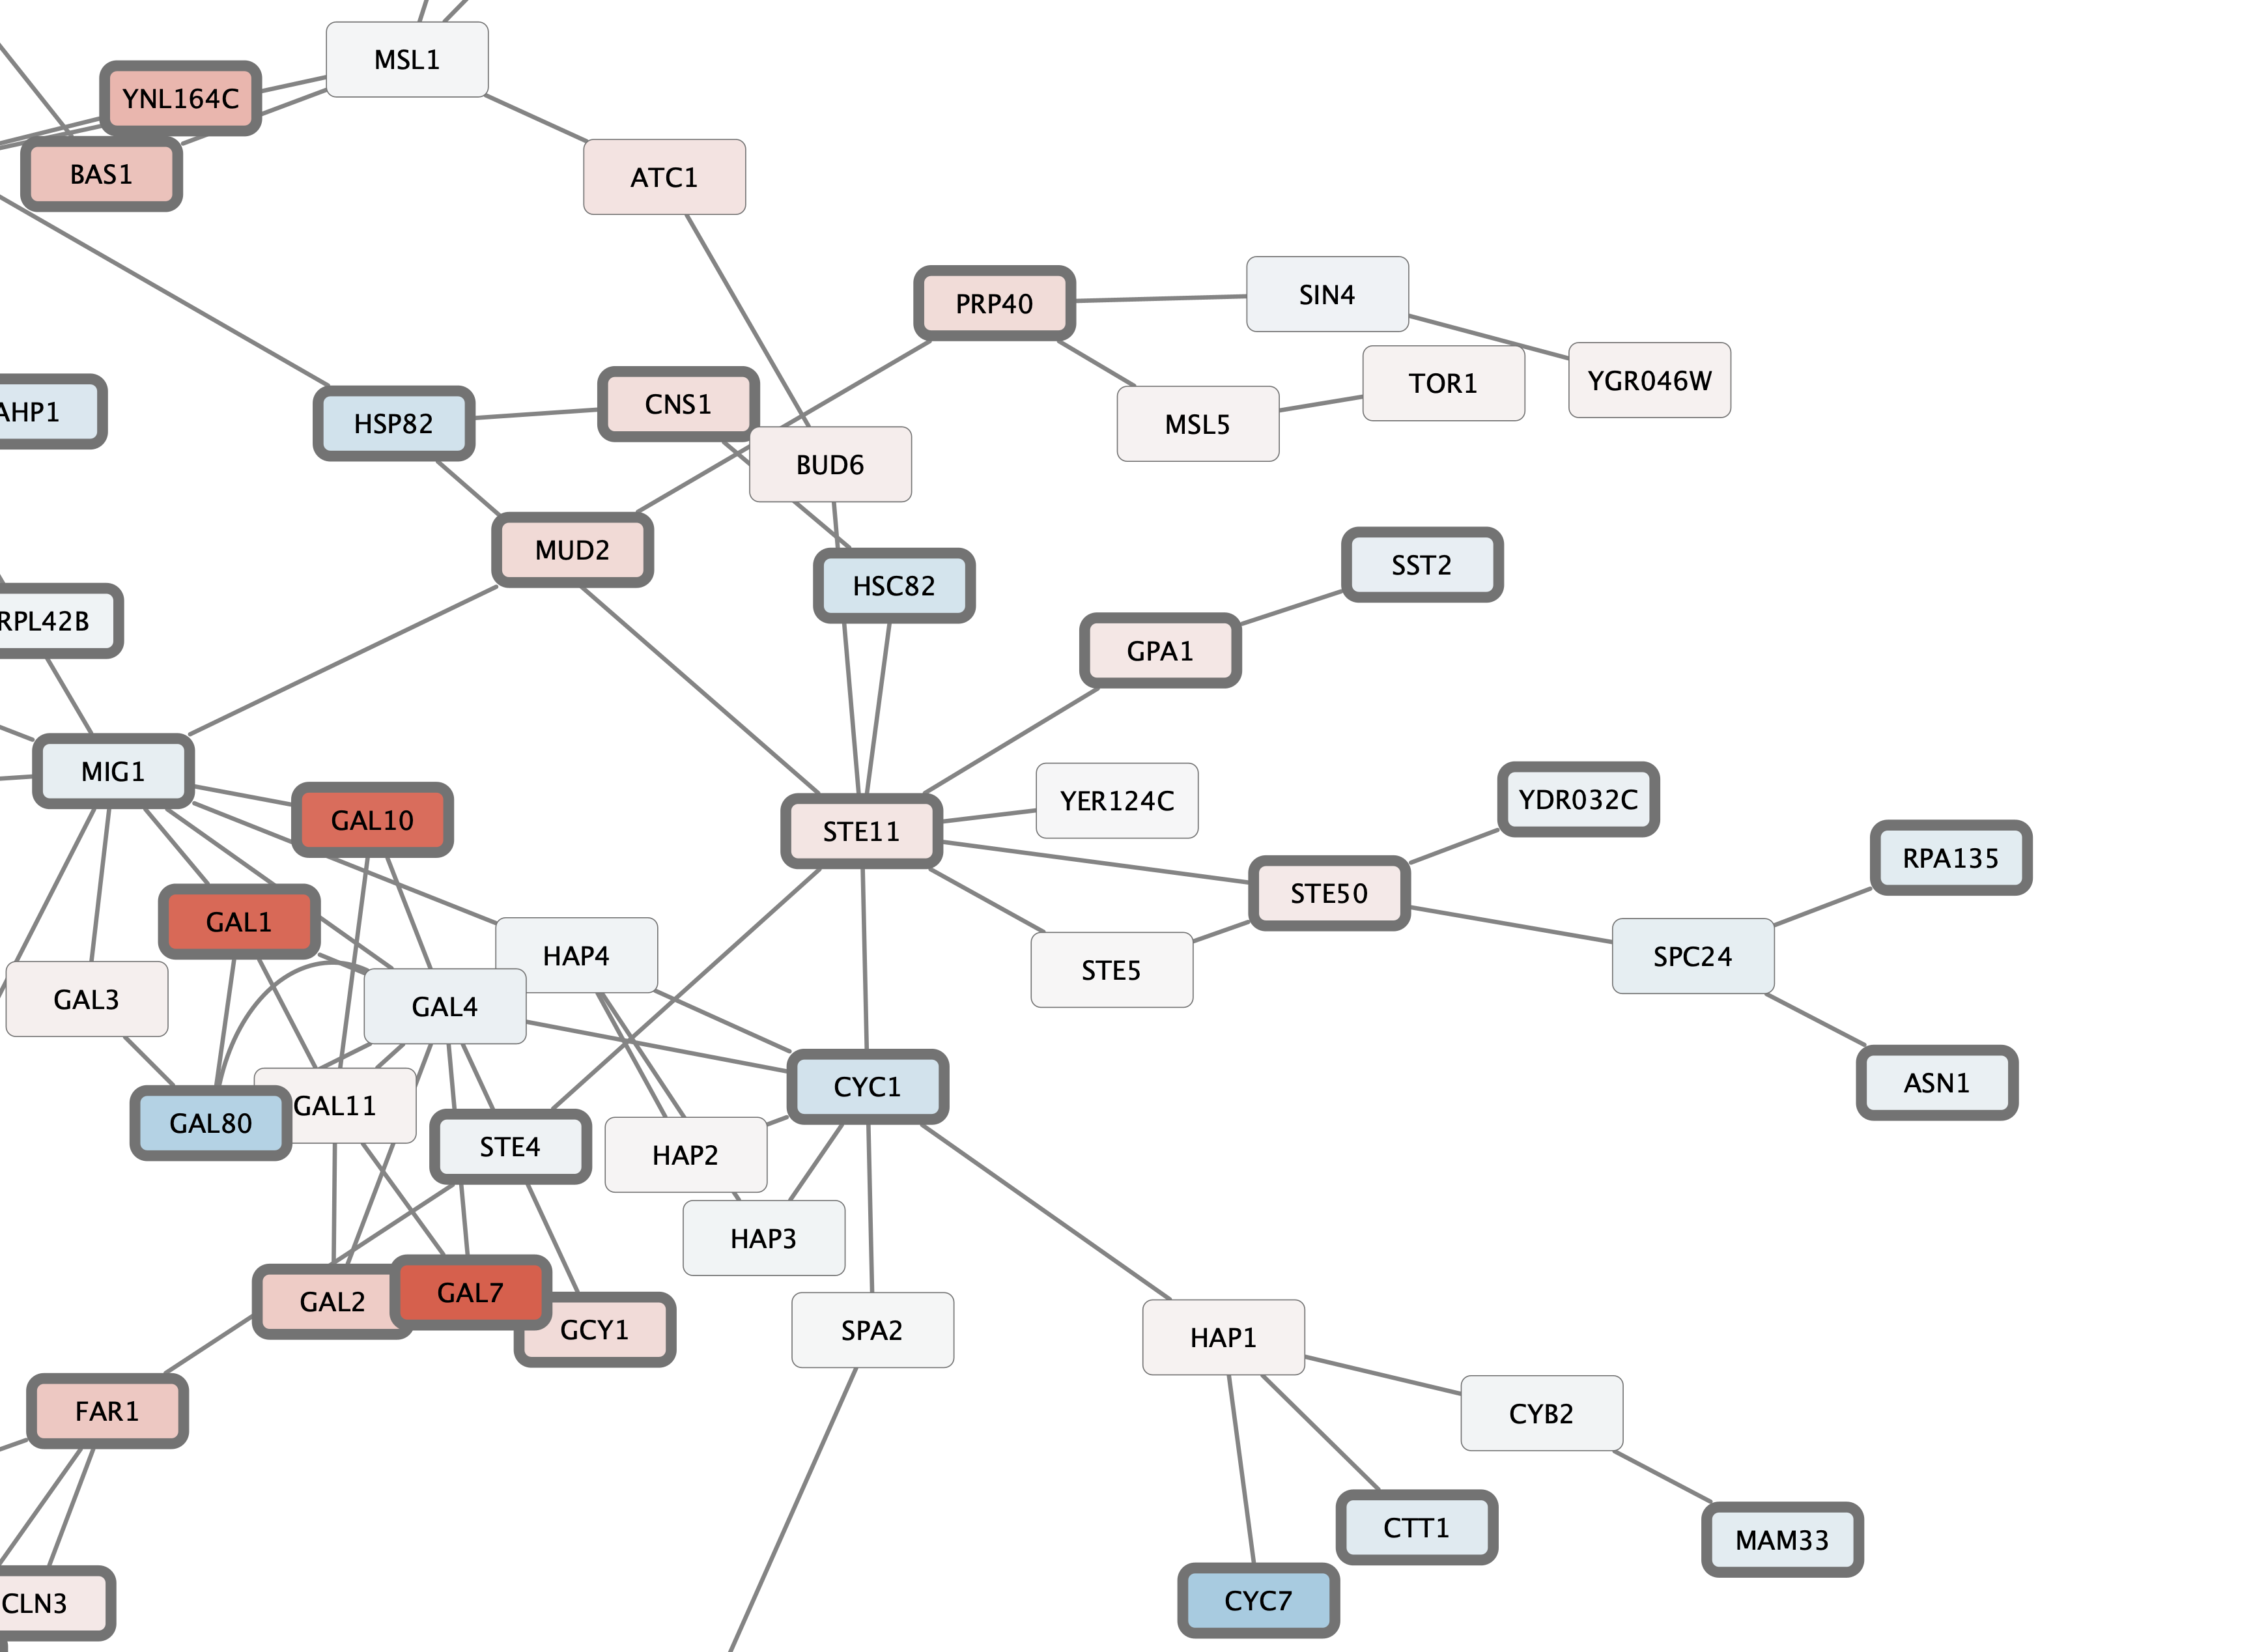 MSL1
YNL164C
BAS1
ATC1
PRP40
SIN4
TOR1
YGR046W
AHP1
HSP82
CNS1
MSL5
BUD6
MUD2
HSC82
SST2
RPL42B
GPA1
MIG1
GAL10
STE11
YER124C
YDR032C
RPA135
GAL1
STE50
HAP4
STE5
SPC24
GAL3
GAL4
CYC1
ASN1
GAL80
GAL11
STE4
HAP2
HAP3
GAL2
GAL7
GCY1
SPA2
HAP1
FAR1
CYB2
CTT1
MAM33
CLN3
CYC7